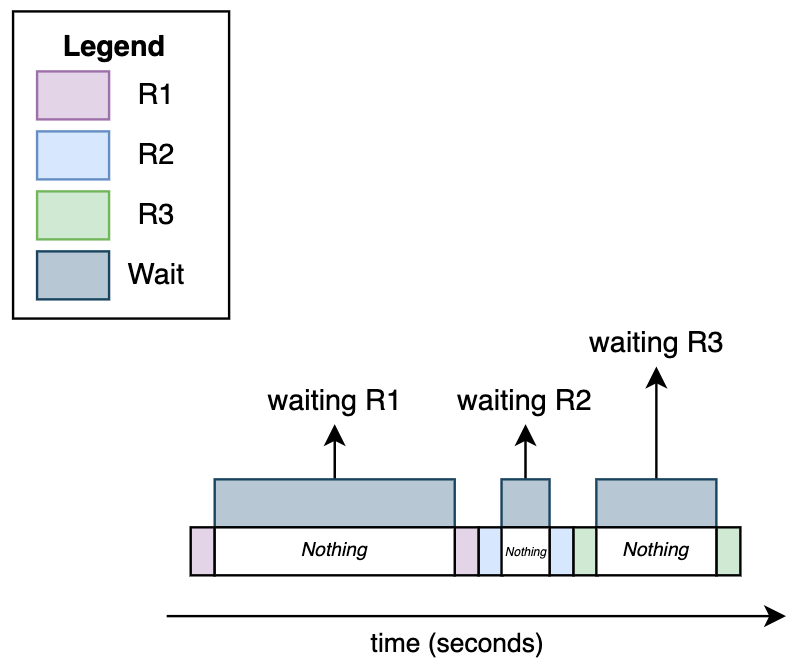 Legend
R1
R2
R3
Wait
waiting R3
waiting R1
waiting R2
Nothing
Nothing
Nothing
time (seconds)